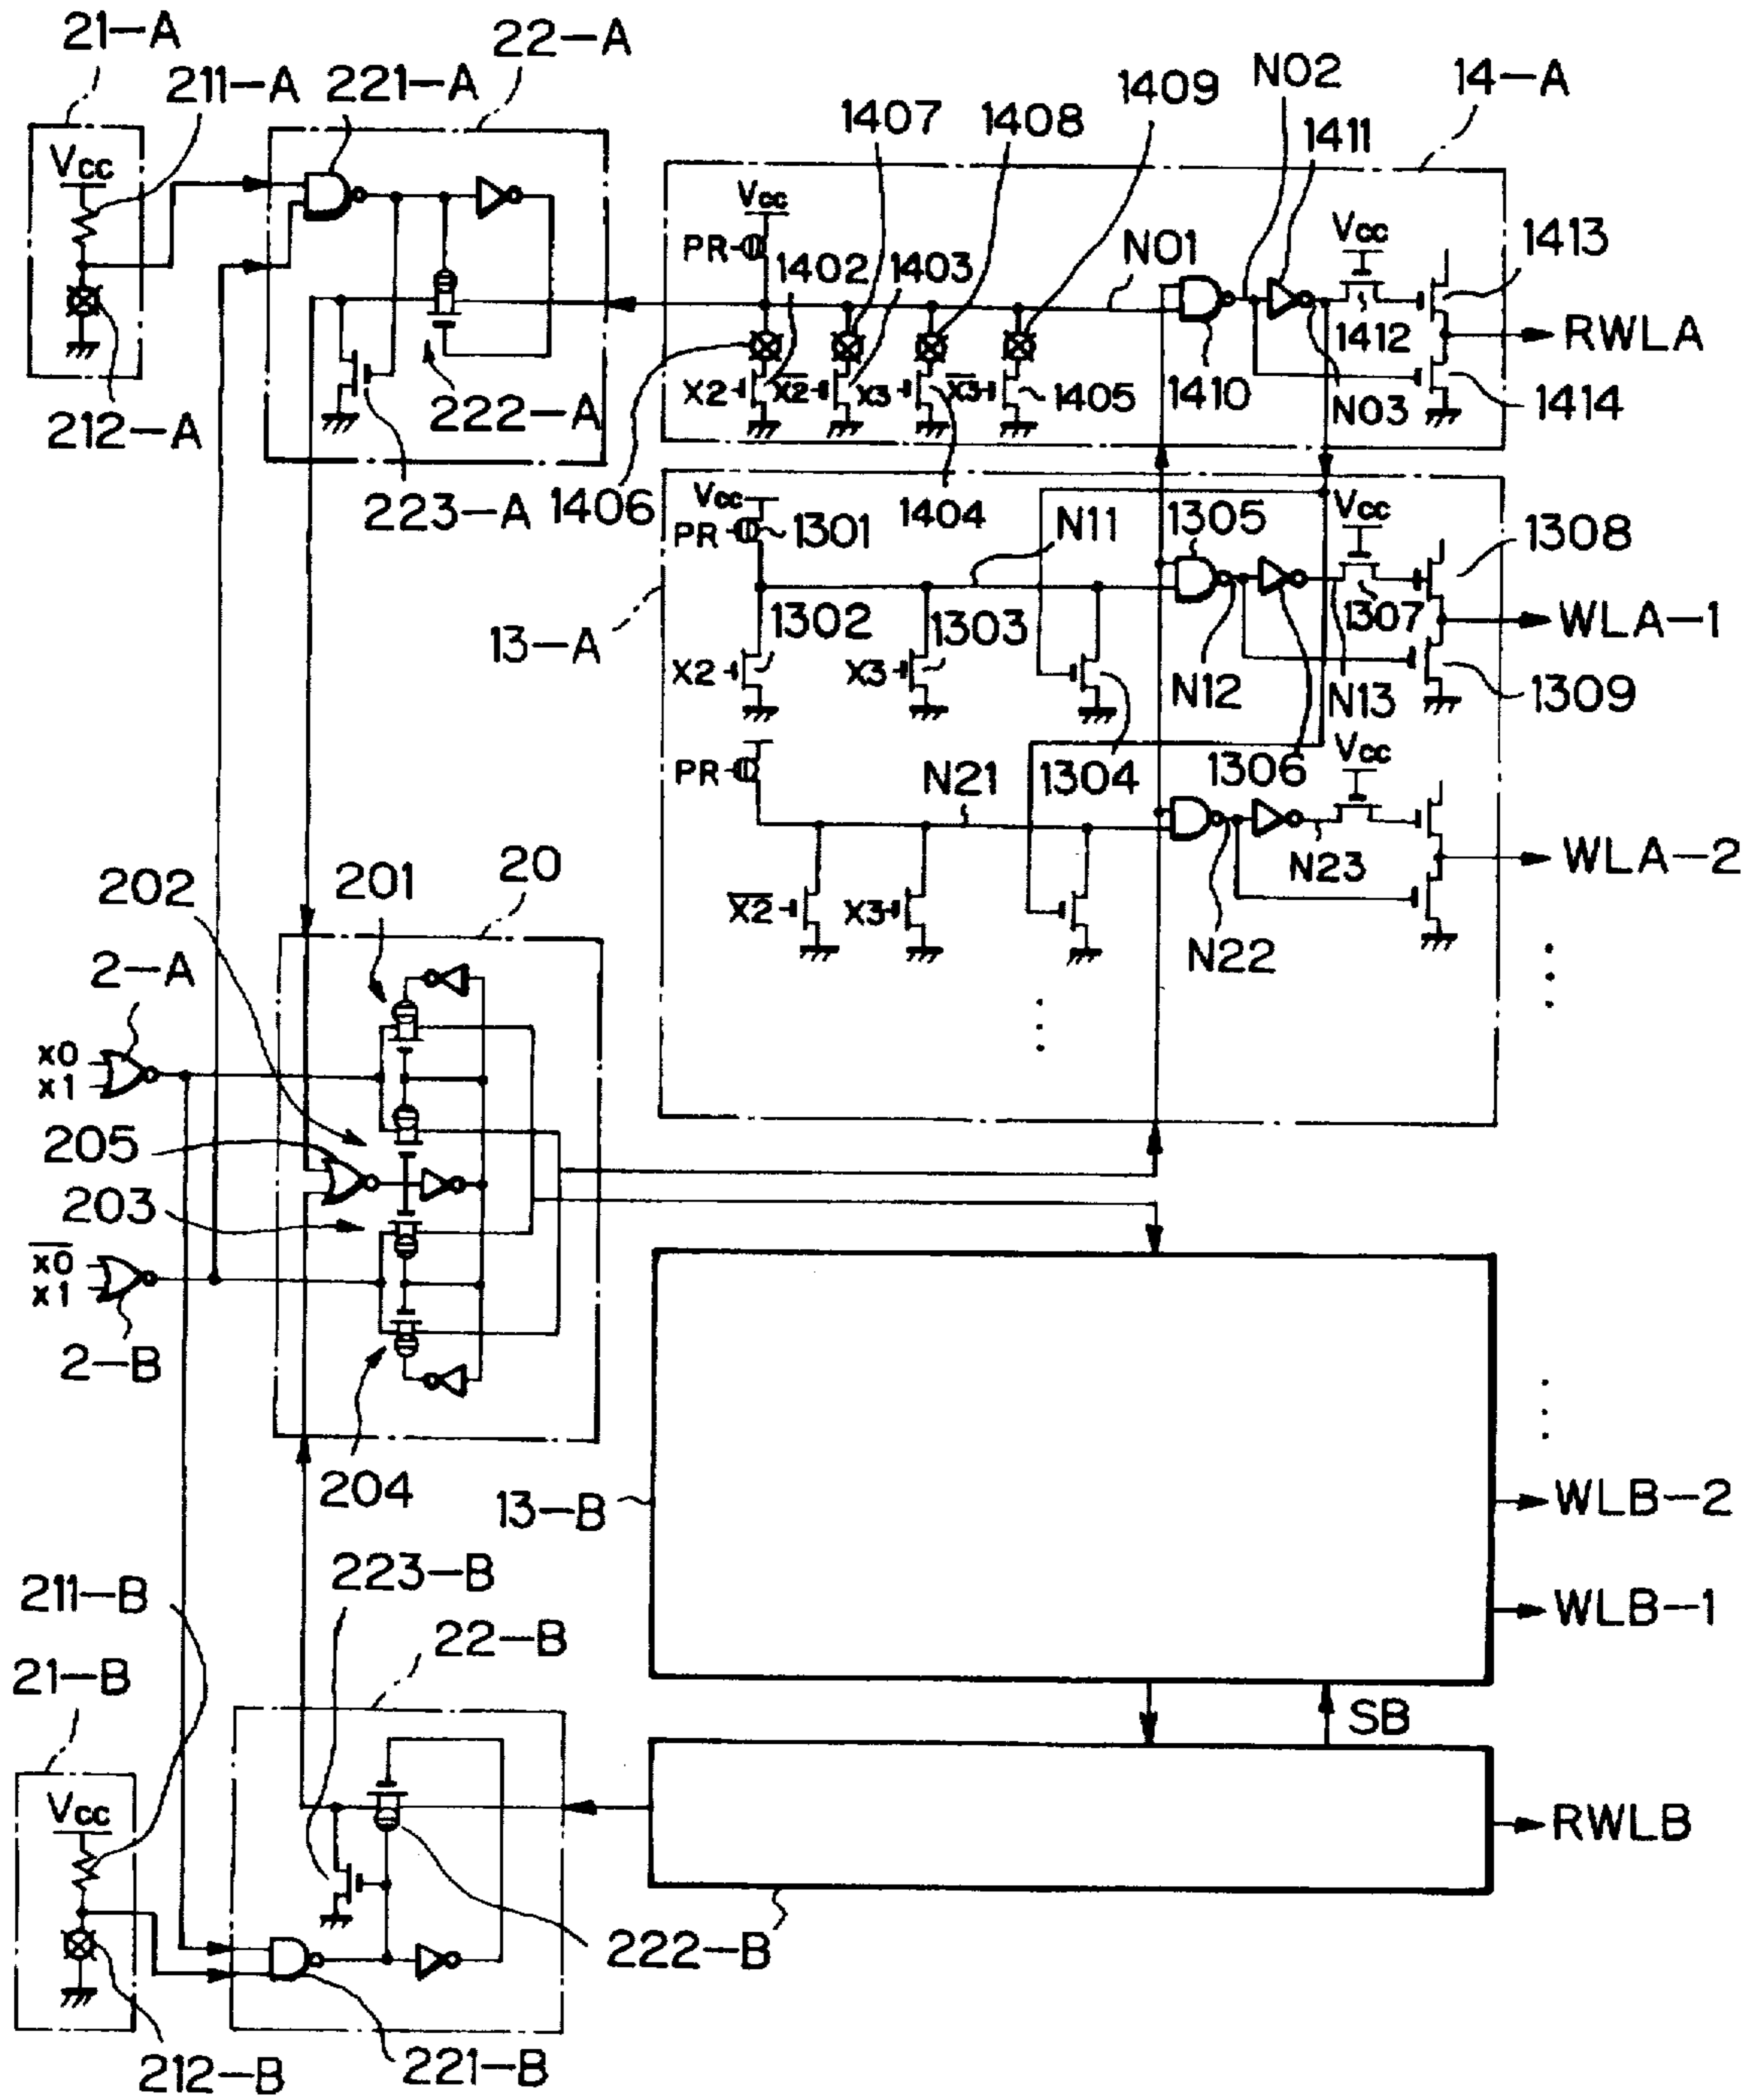 21-A
22-A
211-A
221-A
1407
1408
1409
N02
1411
14-A
Vcc
Vcc
PR
1402
1403
N01
Vcc
1413
1412
RWLA
X2
X̅2̅
X3
X̅3̅
1405
1410
N03
1414
212-A
222-A
223-A
1406
1404
Vcc
PR
1301
N11
1305
Vcc
1308
13-A
1302
1303
1307
WLA-1
X2
X3
N12
N13
1309
PR
1304
1306
Vcc
N21
N23
WLA-2
X̅2̅
X3
N22
202
201
20
2-A
x0
x1
205
203
x̅0̅
x1
2-B
204
13-B
WLB-2
WLB-1
223-B
211-B
22-B
21-B
SB
Vcc
RWLB
222-B
212-B
221-B